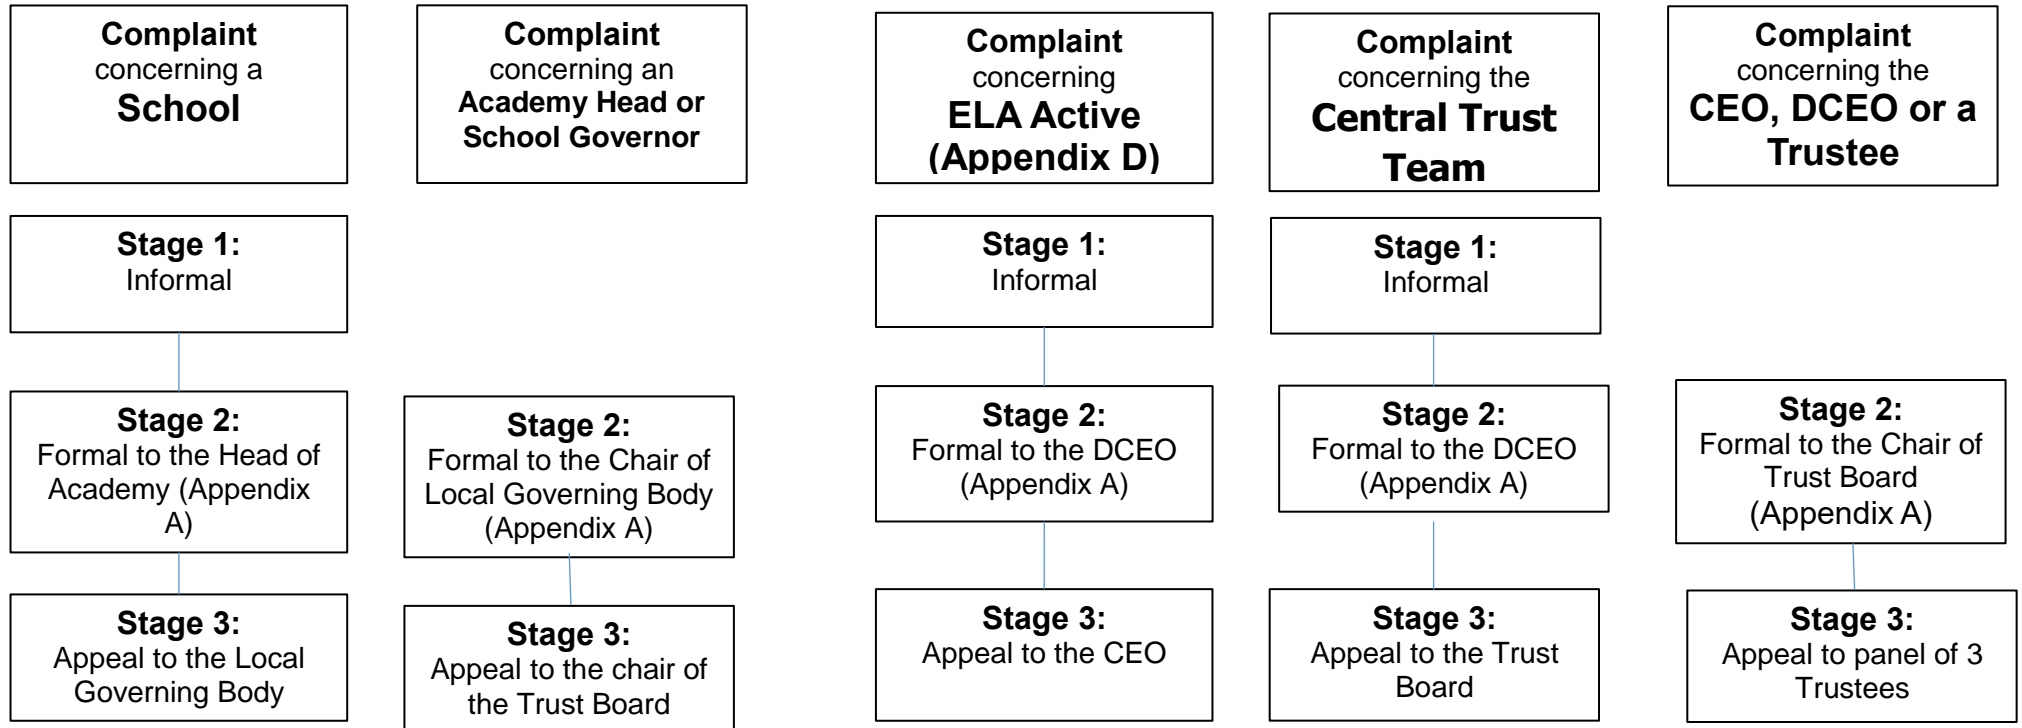 Complaint
concerning a
School
Complaint
concerning an
Academy Head or
School Governor
Complaint
concerning
ELA Active
(Appendix D)
Complaint
concerning the
Central Trust
Team
Complaint
concerning the
CEO, DCEO or a
Trustee
Stage 1:
Informal
Stage 1:
Informal
Stage 1:
Informal
Stage 2:
Formal to the Head of
Academy (Appendix
A)
Stage 2:
Formal to the Chair of
Local Governing Body
(Appendix A)
Stage 2:
Formal to the DCEO
(Appendix A)
Stage 2:
Formal to the DCEO
(Appendix A)
Stage 2:
Formal to the Chair of
Trust Board
(Appendix A)
Stage 3:
Appeal to the Local
Governing Body
Stage 3:
Appeal to the chair of
the Trust Board
Stage 3:
Appeal to the CEO
Stage 3:
Appeal to the Trust
Board
Stage 3:
Appeal to panel of 3
Trustees